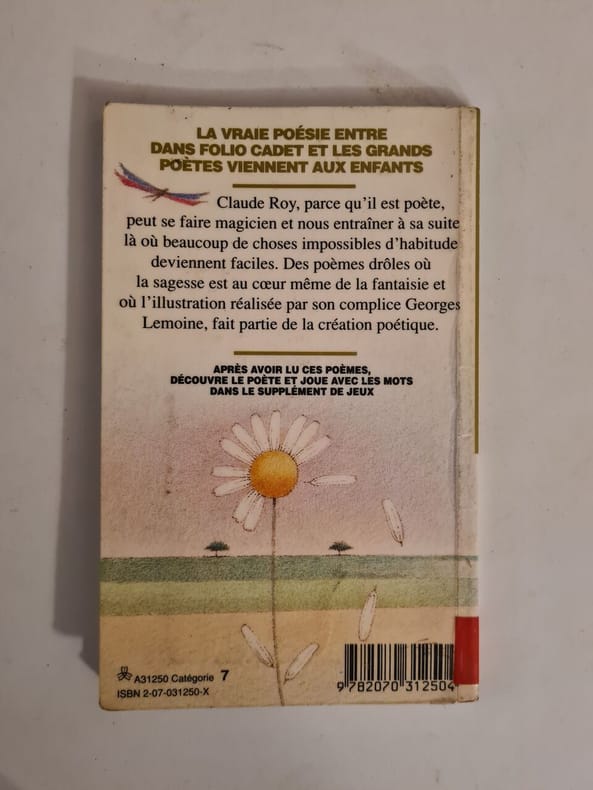 LA VRAIE POÉSIE ENTRE
DANS FOLIO CADET ET LES GRANDS
POÈTES VIENNENT AUX ENFANTS
Claude Roy, parce qu'il est poète,
peut se faire magicien et nous entraîner à sa suite
là où beaucoup de choses impossibles d'habitude
deviennent faciles. Des poèmes drôles où
la sagesse est au cœur même de la fantaisie et
où l'illustration réalisée par son complice Georges
Lemoine, fait partie de la création poétique.
APRÈS AVOIR LU CES POÈMES,
DÉCOUVRE LE POÈTE ET JOUE AVEC LES MOTS
DANS LE SUPPLÉMENT DE JEUX
A31250 Catégorie 7
ISBN 2-07-031250-X
9 782070 312504